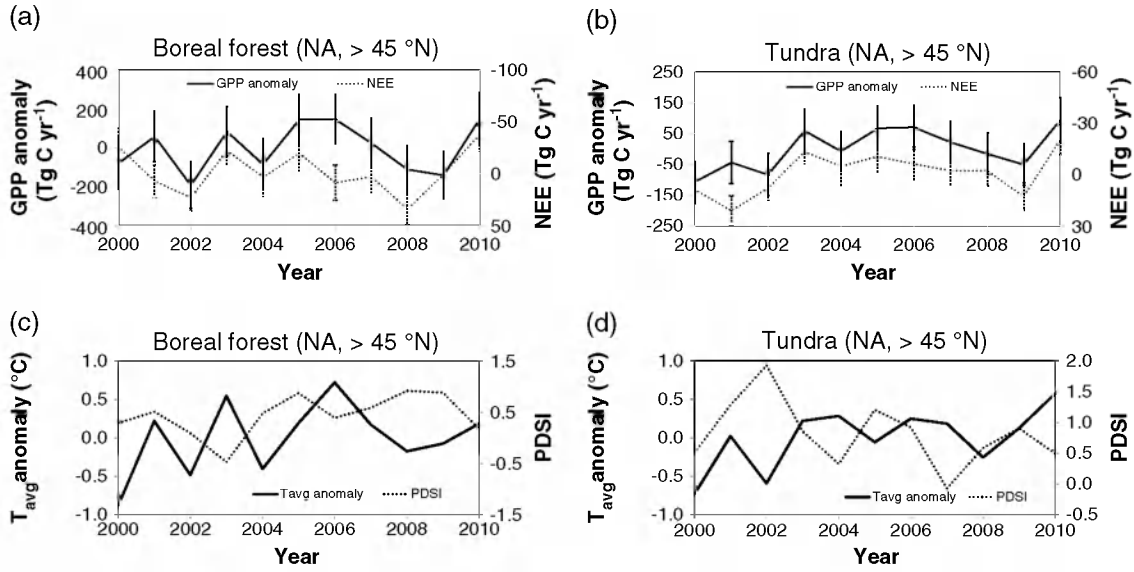 (a)
Boreal forest (NA, > 45 °N)
GPP anomaly
(Tg C yr⁻¹)
400
200
0
-200
-400
GPP anomaly
NEE
-100
-50
0
50
NEE (Tg C yr⁻¹)
2000 2002 2004 2006 2008 2010
Year
(b)
Tundra (NA, > 45 °N)
GPP anomaly
(Tg C yr⁻¹)
250
150
50
-50
-150
-250
GPP anomaly
NEE
-60
-30
0
30
NEE (Tg C yr⁻¹)
2000 2002 2004 2006 2008 2010
Year
(c)
Boreal forest (NA, > 45 °N)
Tavg anomaly (°C)
1.0
0.5
0.0
-0.5
-1.0
Tavg anomaly
PDSI
1.5
0.5
-0.5
-1.5
PDSI
2000 2002 2004 2006 2008 2010
Year
(d)
Tundra (NA, > 45 °N)
Tavg anomaly (°C)
1.0
0.5
0.0
-0.5
-1.0
Tavg anomaly
PDSI
2.0
1.5
1.0
0.5
0.0
-0.5
PDSI
2000 2002 2004 2006 2008 2010
Year